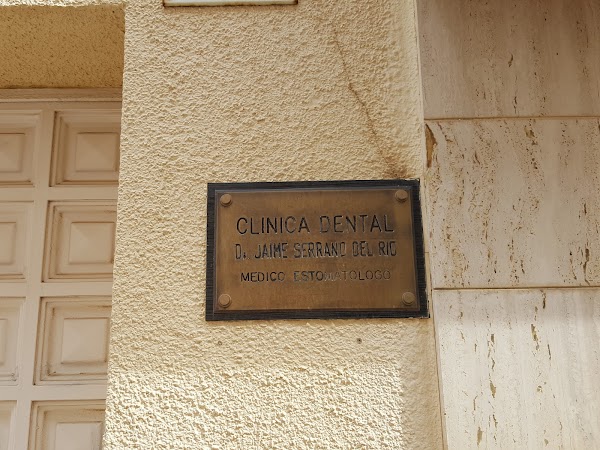 CLINICA DENTAL
DR. JAIME SERRANO DEL RIO
MEDICO ESTOMATOLOGO